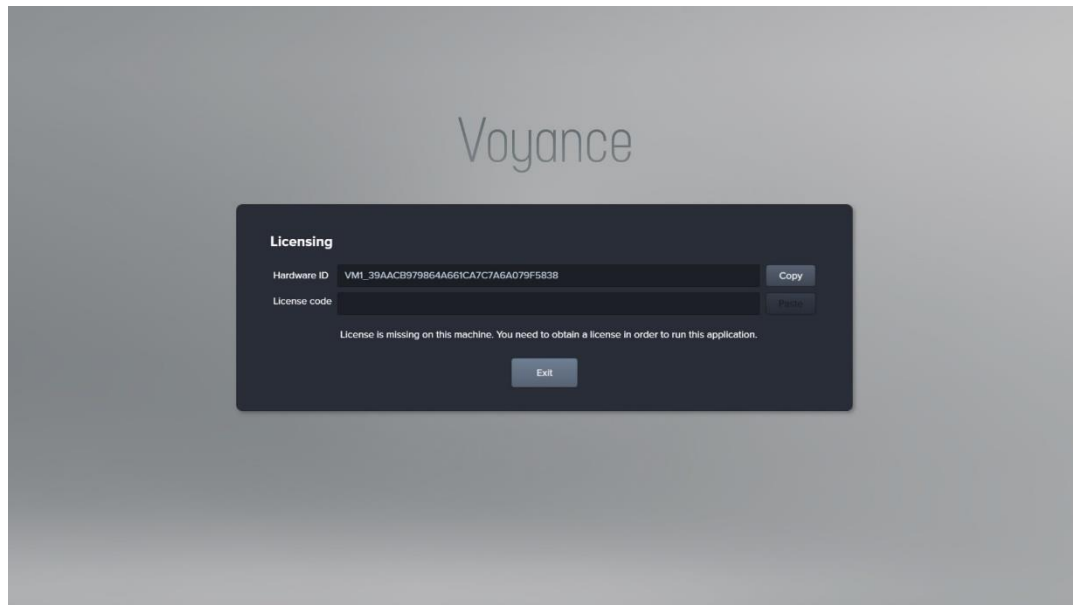 Voyance
Licensing
Hardware ID VM1_39AACB979864A661CA7C7A6A079F5838 Copy
License code Paste
License is missing on this machine. You need to obtain a license in order to run this application.
Exit